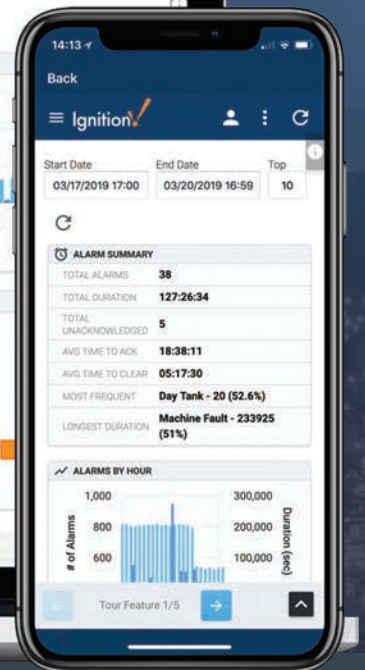 14:13
Back
Ignition!
Start Date End Date Top
03/17/2019 17:00 03/20/2019 16:59 10
ALARM SUMMARY
TOTAL ALARMS 38
TOTAL DURATION 127:26:34
TOTAL
UNACKNOWLEDGED 5
AVG TIME TO ACK 18:38:11
AVG TIME TO CLEAR 05:17:30
MOST FREQUENT Day Tank - 20 (52.6%)
LONGEST DURATION Machine Fault - 233925
(51%)
ALARMS BY HOUR
1,000 300,000
800 200,000
600 100,000
# of Alarms
Duration (sec)
Tour Feature 1/5